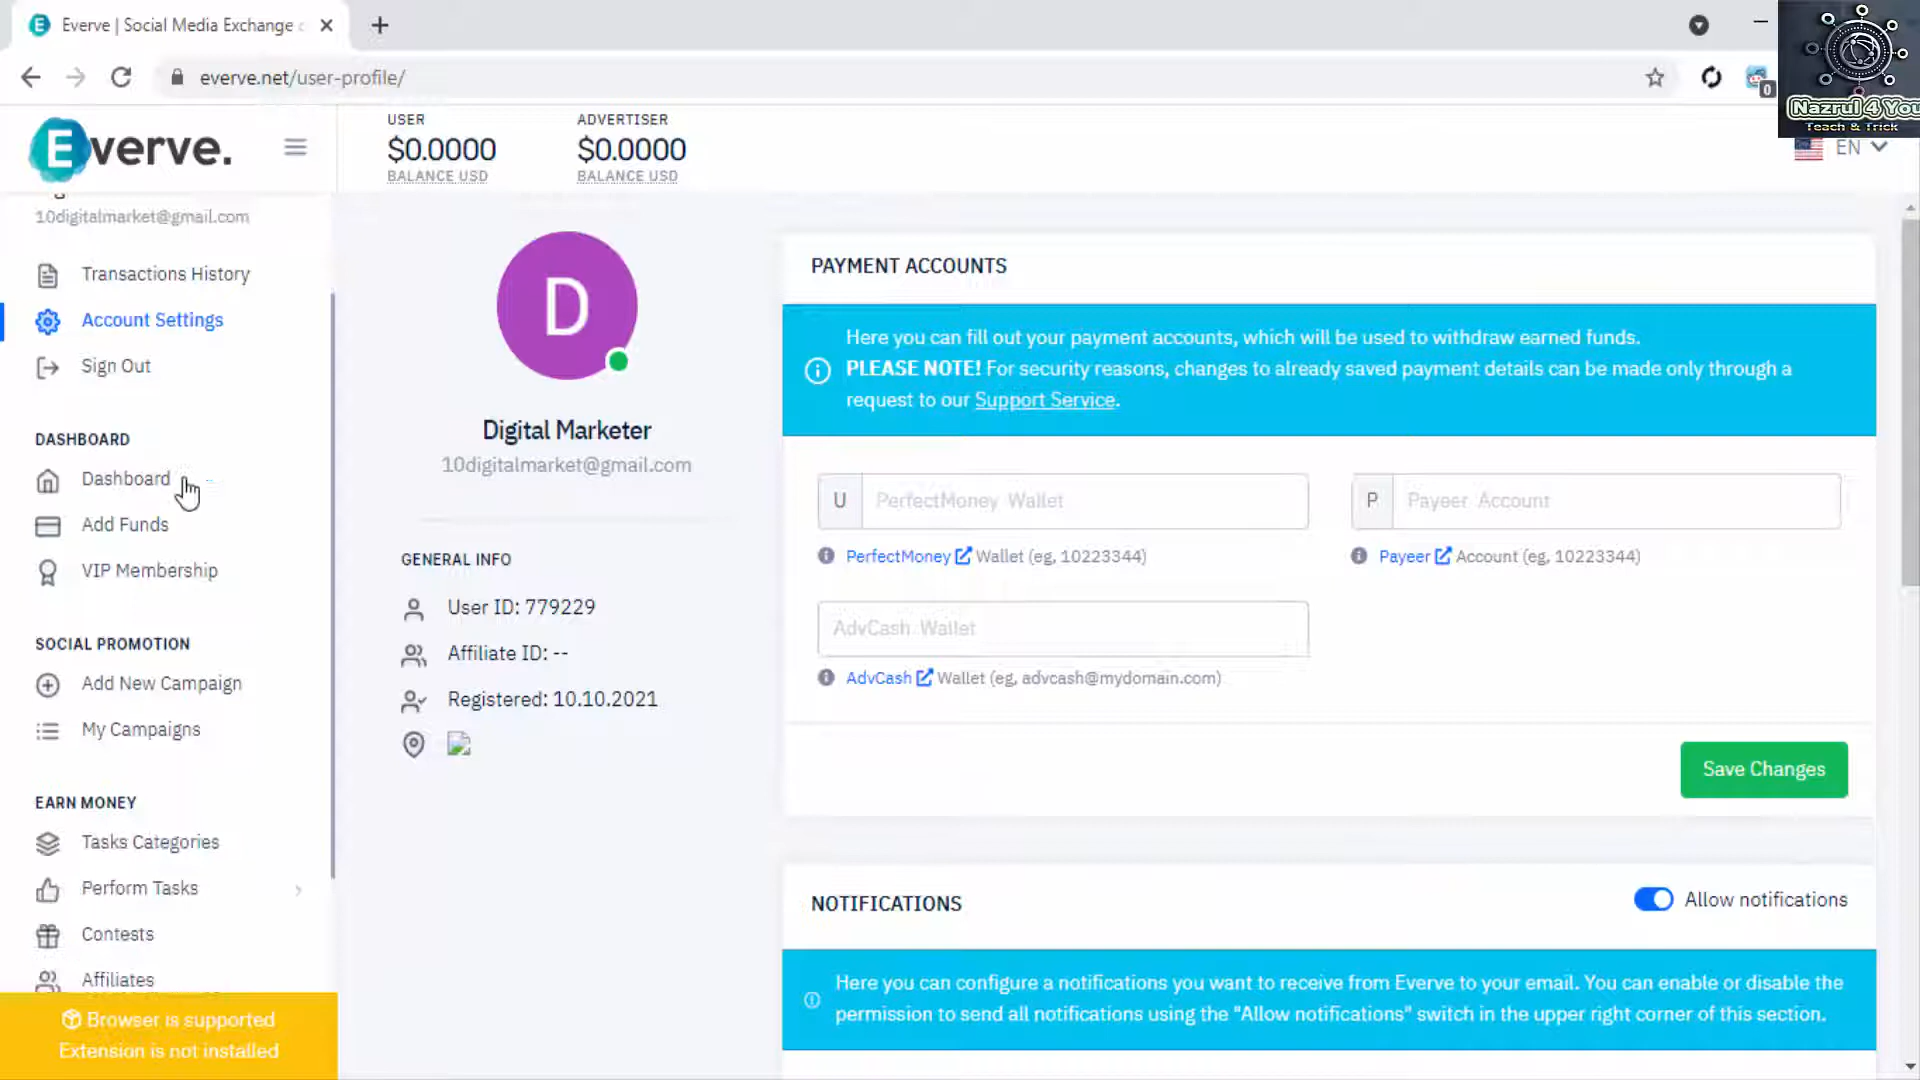 Everve | Social Media Exchange
everve.net/user-profile/
0
Nazrul 4 You
Teach & Trick
Everve.
USER
$0.0000
BALANCE USD
ADVERTISER
$0.0000
BALANCE USD
EN
10digitalmarket@gmail.com
Transactions History
Account Settings
Sign Out
DASHBOARD
Dashboard
Add Funds
VIP Membership
SOCIAL PROMOTION
Add New Campaign
My Campaigns
EARN MONEY
Tasks Categories
Perform Tasks
Contests
Affiliates
Browser is supported
Extension is not installed
D
Digital Marketer
10digitalmarket@gmail.com
GENERAL INFO
User ID: 779229
Affiliate ID: --
Registered: 10.10.2021
PAYMENT ACCOUNTS
Here you can fill out your payment accounts, which will be used to withdraw earned funds.
PLEASE NOTE! For security reasons, changes to already saved payment details can be made only through a
request to our Support Service.
U PerfectMoney Wallet
P Payeer Account
PerfectMoney Wallet (eg, 10223344)
Payeer Account (eg, 10223344)
AdvCash Wallet
AdvCash Wallet (eg, advcash@mydomain.com)
Save Changes
NOTIFICATIONS
Allow notifications
Here you can configure a notifications you want to receive from Everve to your email. You can enable or disable the
permission to send all notifications using the "Allow notifications" switch in the upper right corner of this section.